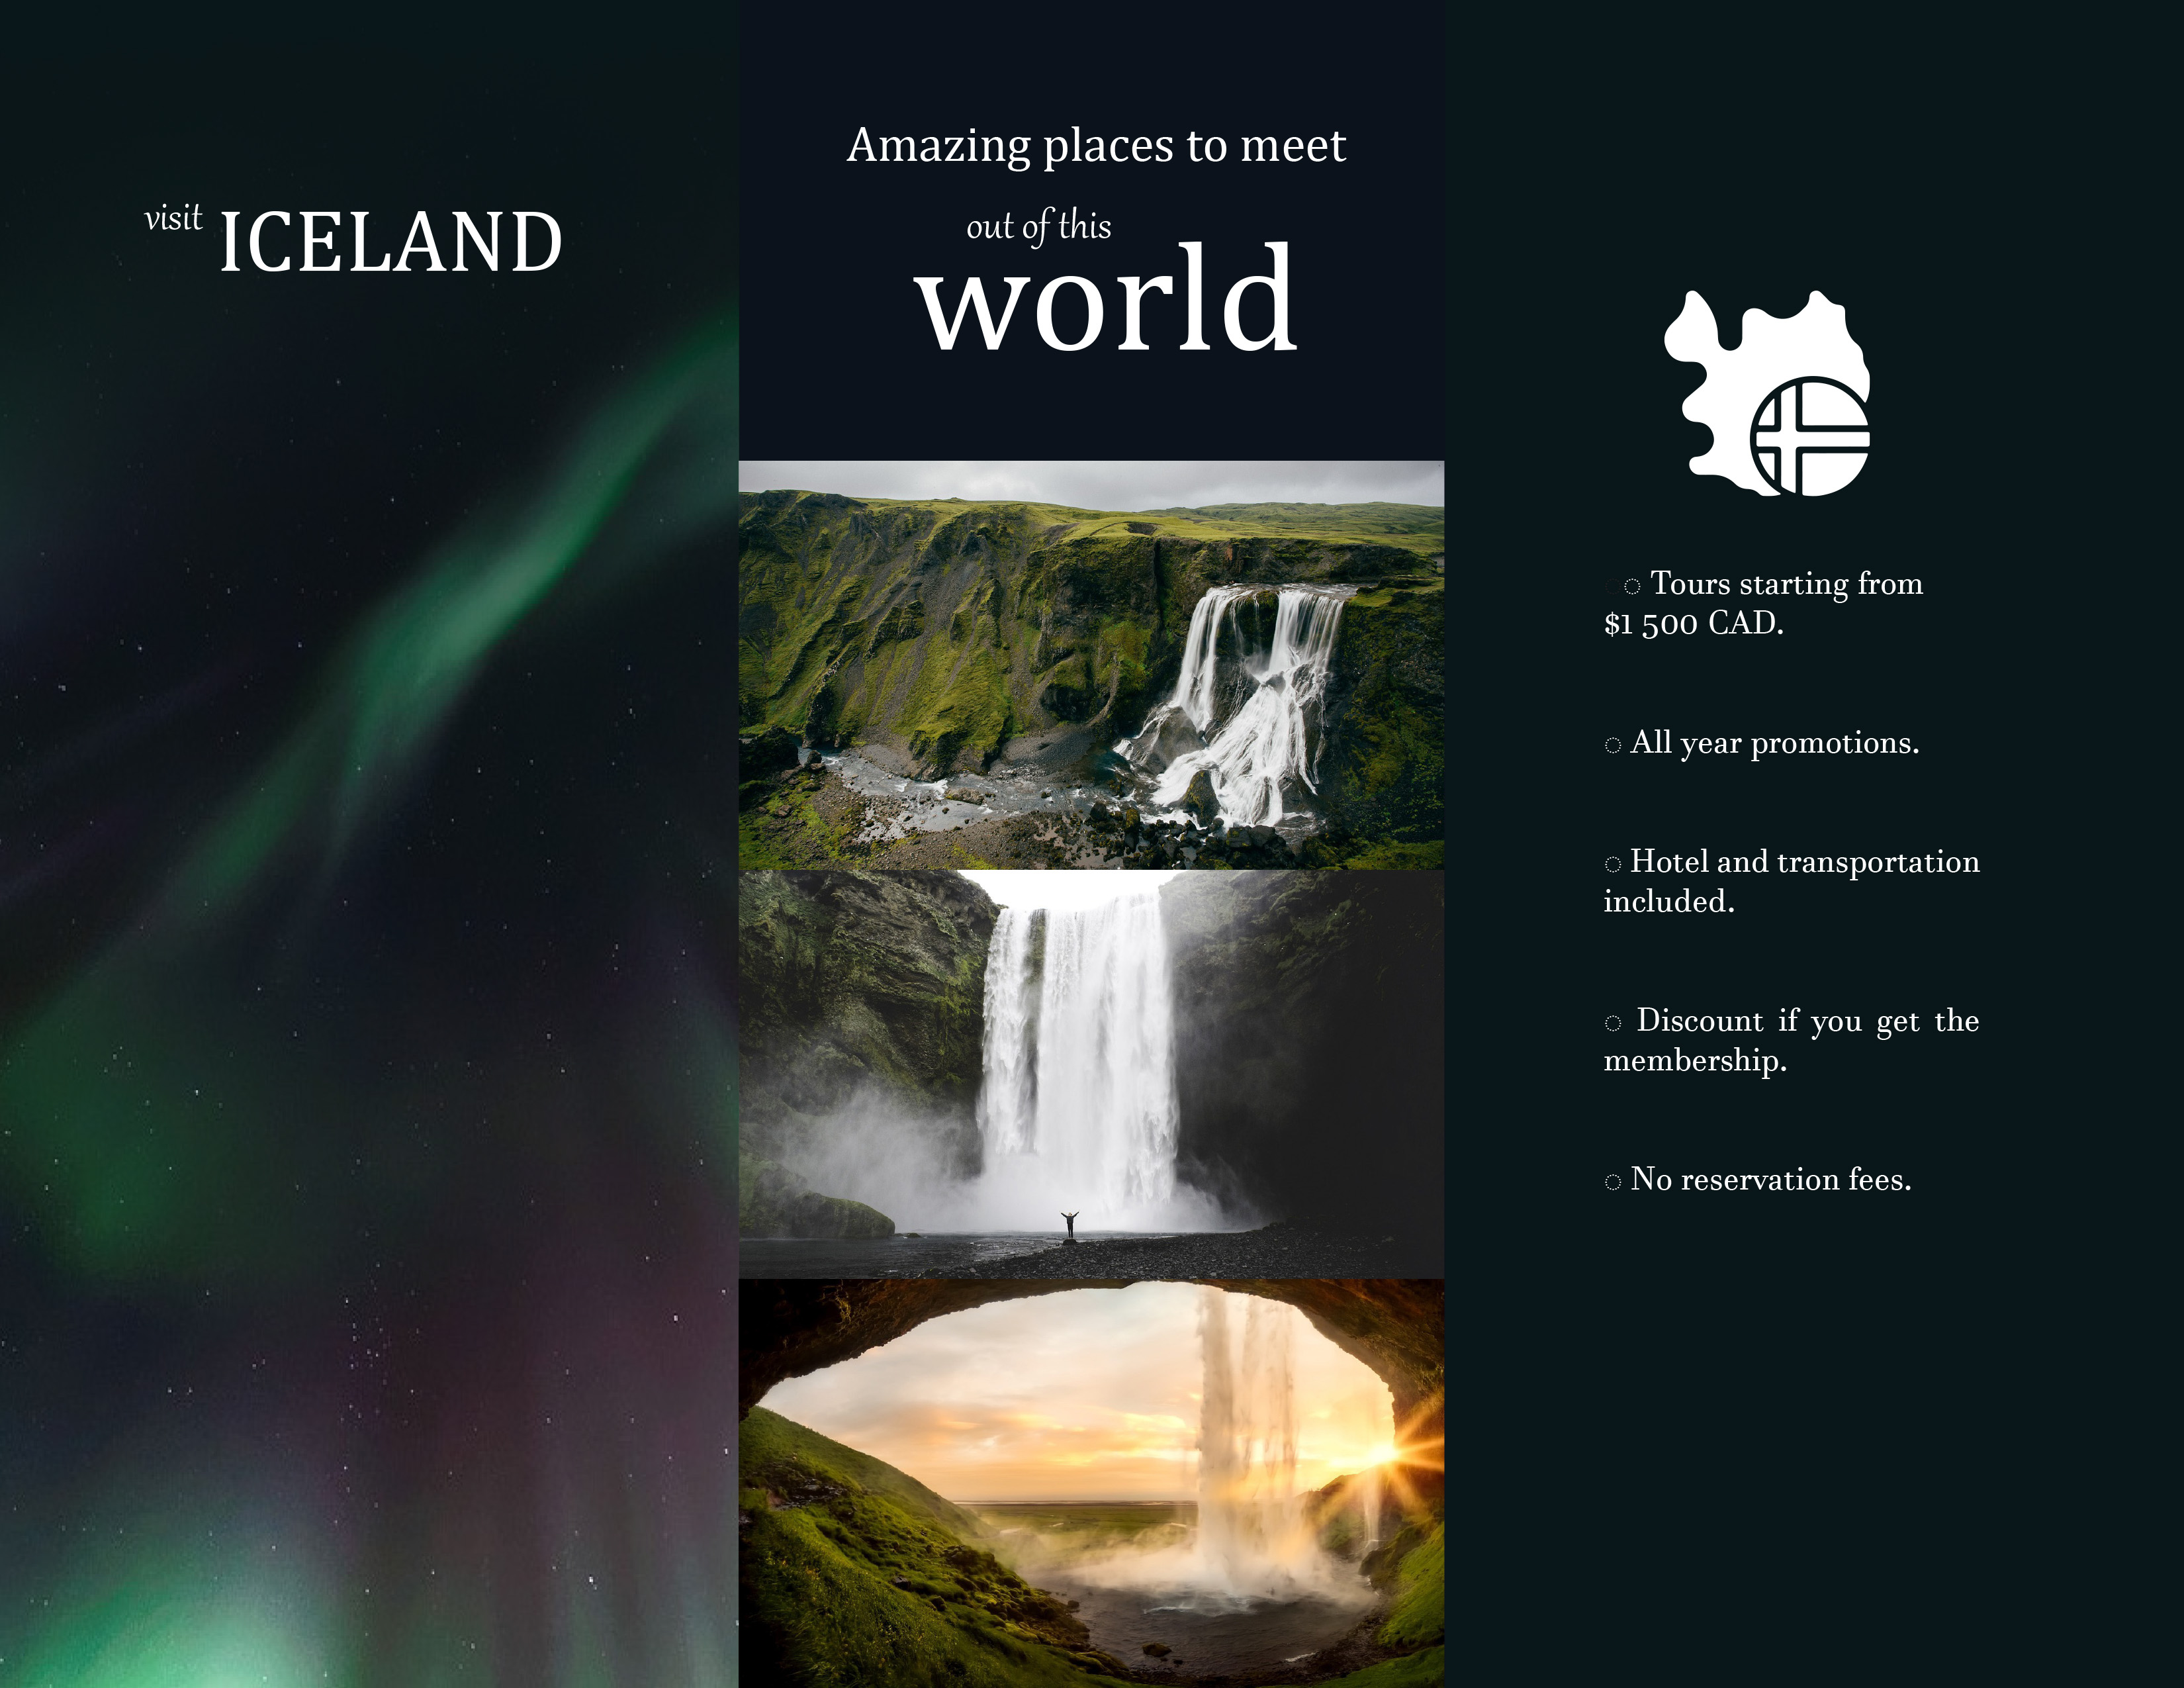 visit ICELAND
Amazing places to meet
out of this
world
◌ Tours starting from
$1 500 CAD.
◌ All year promotions.
◌ Hotel and transportation
included.
◌ Discount if you get the
membership.
◌ No reservation fees.